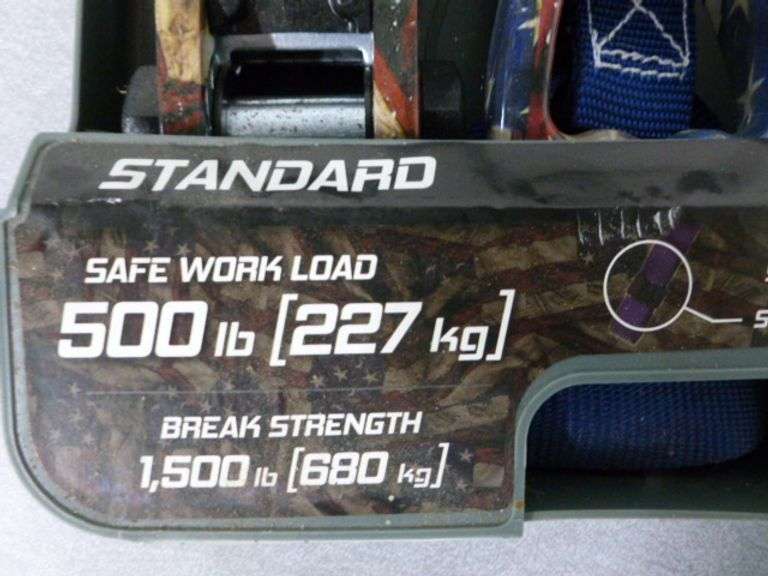 STANDARD
SAFE WORK LOAD
500 lb [227 kg]
BREAK STRENGTH
1,500 lb [680 kg]